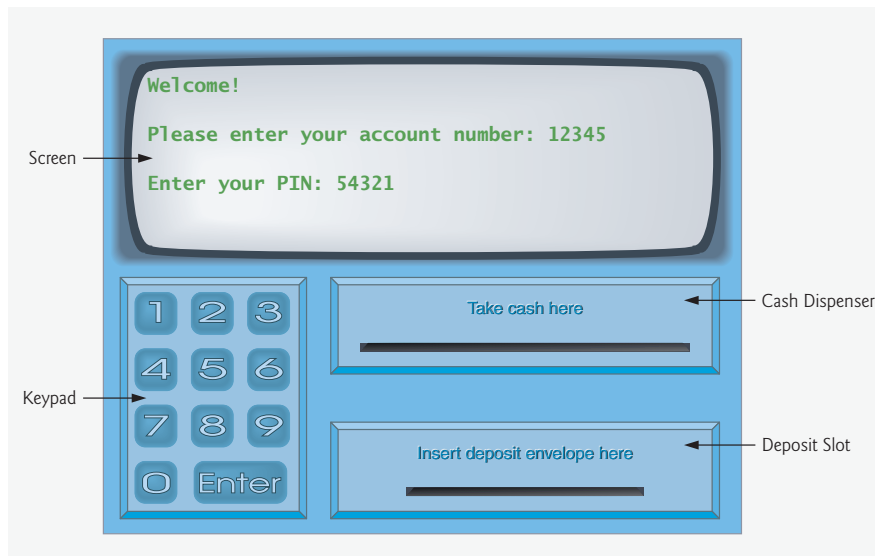 Welcome!
Please enter your account number: 12345
Enter your PIN: 54321
Screen
1 2 3
Take cash here
Cash Dispenser
4 5 6
Keypad
7 8 9
Insert deposit envelope here
Deposit Slot
0 Enter